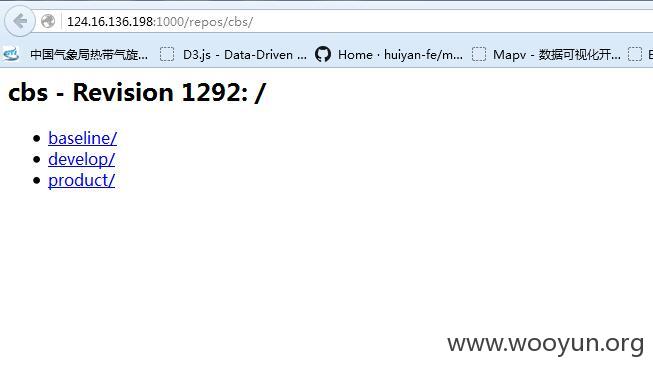 124.16.136.198:1000/repos/cbs/
中国气象局热带气旋... D3.js - Data-Driven ... Home · huiyan-fe/m... Mapv - 数据可视化开...
cbs - Revision 1292: /
baseline/
develop/
product/
www.wooyun.org